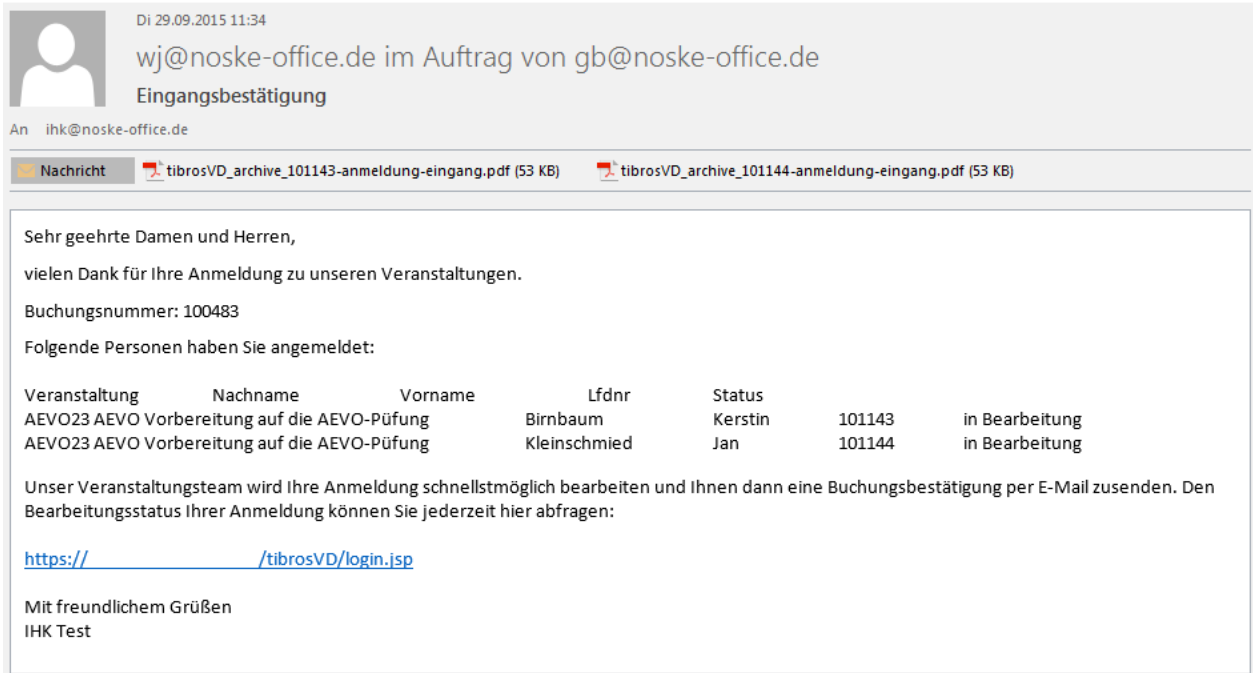 Di 29.09.2015 11:34
wj@noske-office.de im Auftrag von gb@noske-office.de
Eingangsbestätigung
An ihk@noske-office.de
Nachricht tibrosVD_archive_101143-anmeldung-eingang.pdf (53 KB) tibrosVD_archive_101144-anmeldung-eingang.pdf (53 KB)
Sehr geehrte Damen und Herren,
vielen Dank für Ihre Anmeldung zu unseren Veranstaltungen.
Buchungsnummer: 100483
Folgende Personen haben Sie angemeldet:
Veranstaltung Nachname Vorname Lfdnr Status
AEVO23 AEVO Vorbereitung auf die AEVO-Püfung Birnbaum Kerstin 101143 in Bearbeitung
AEVO23 AEVO Vorbereitung auf die AEVO-Püfung Kleinschmied Jan 101144 in Bearbeitung
Unser Veranstaltungsteam wird Ihre Anmeldung schnellstmöglich bearbeiten und Ihnen dann eine Buchungsbestätigung per E-Mail zusenden. Den
Bearbeitungsstatus Ihrer Anmeldung können Sie jederzeit hier abfragen:
https:// /tibrosVD/login.jsp
Mit freundlichem Grüßen
IHK Test